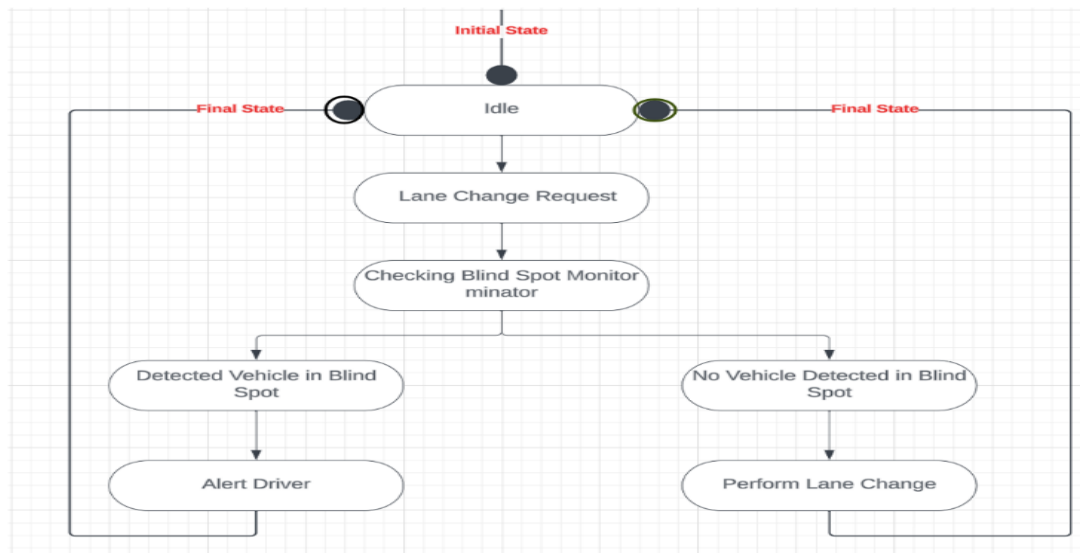 Initial State
Final State
Idle
Final State
Lane Change Request
Checking Blind Spot Monitor
minator
Detected Vehicle in Blind
Spot
No Vehicle Detected in Blind
Spot
Alert Driver
Perform Lane Change